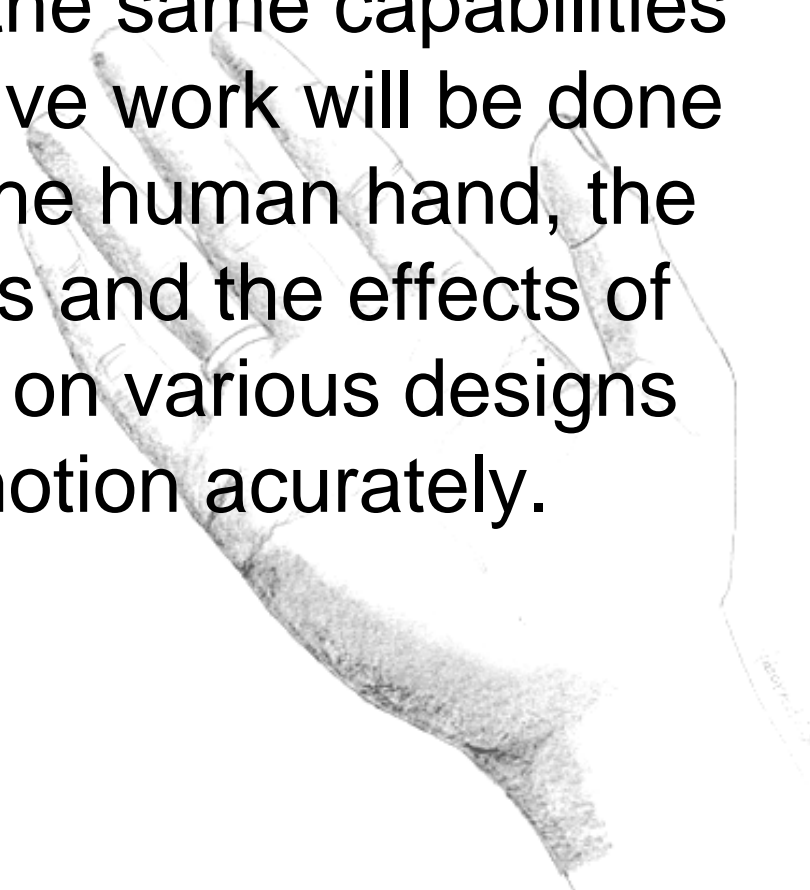 the same capabilities
ve work will be done
he human hand, the
s and the effects of
on various designs
notion acurately.